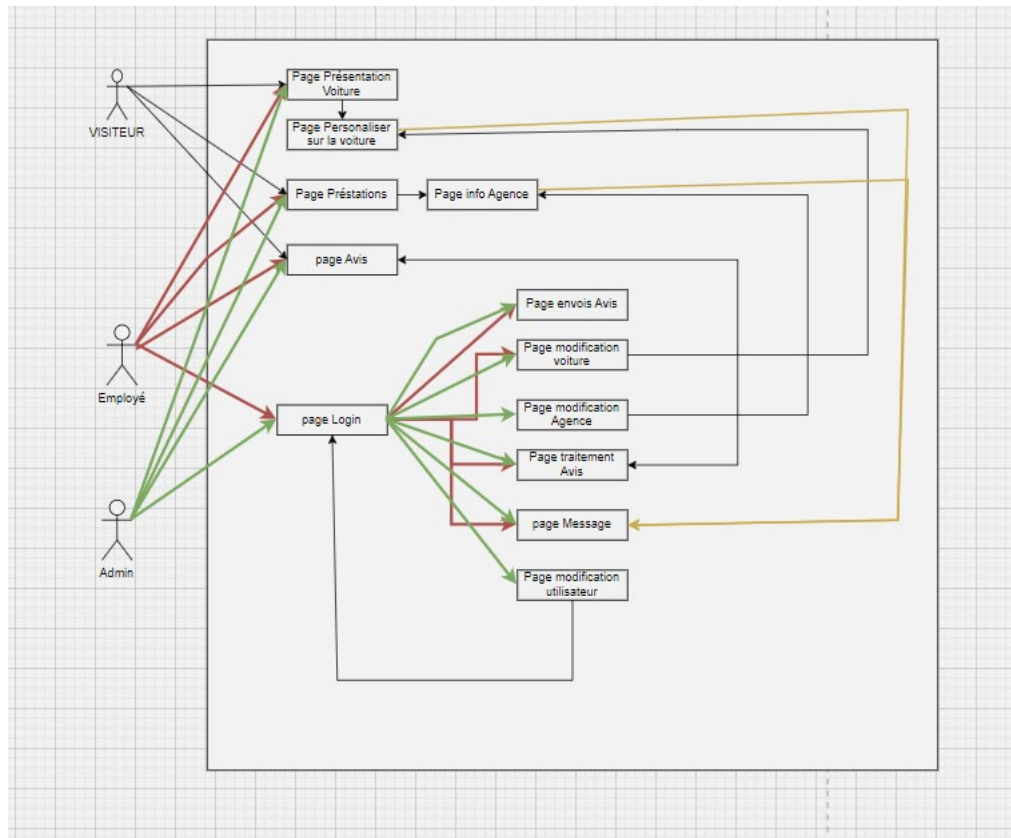 Page Présentation
Voiture
VISITEUR
Page Personaliser
sur la voiture
Page Préstations
Page info Agence
page Avis
Page envois Avis
Page modification
voiture
Employé
Page modification
Agence
page Login
Page traitement
Avis
page Message
Admin
Page modification
utilisateur